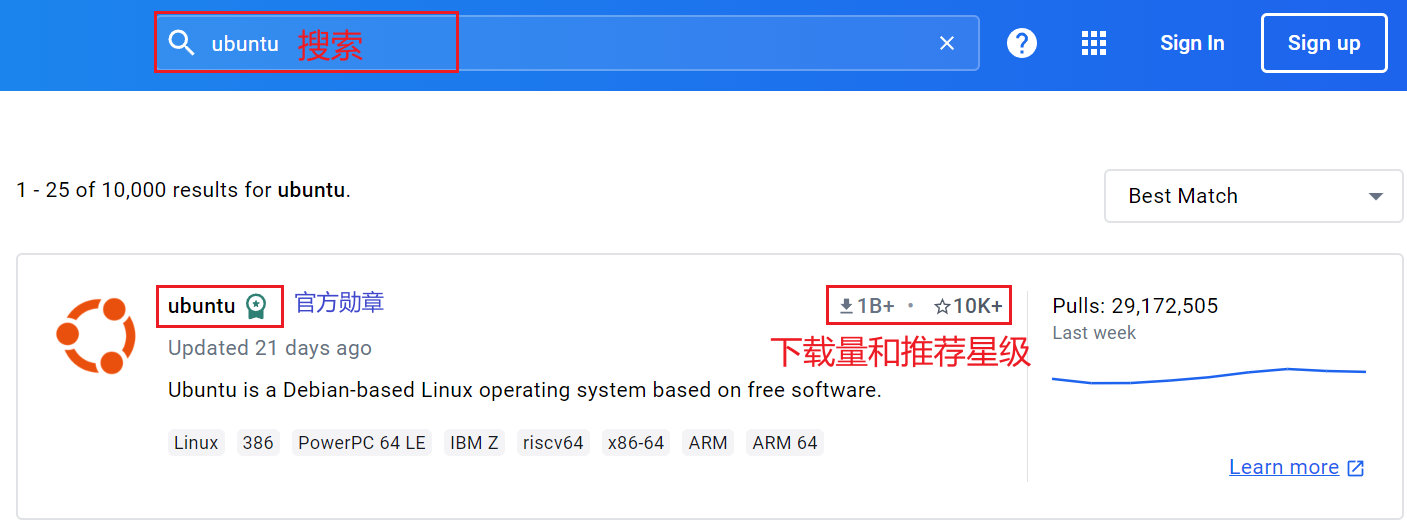 ubuntu 搜索
Sign In
Sign up
1 - 25 of 10,000 results for ubuntu.
Best Match
ubuntu 官方勋章
1B+ • 10K+
Pulls: 29,172,505
Updated 21 days ago
下载量和推荐星级
Last week
Ubuntu is a Debian-based Linux operating system based on free software.
Linux 386 PowerPC 64 LE IBM Z riscv64 x86-64 ARM ARM 64
Learn more